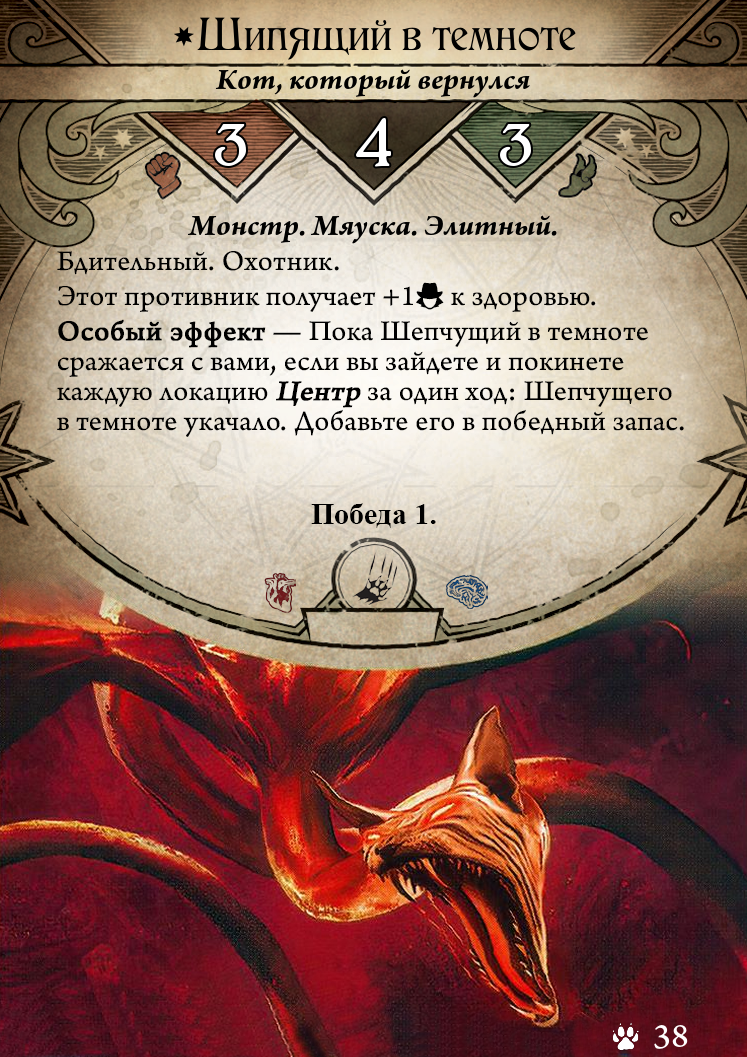 Шипящий в темноте
Кот, который вернулся
3 4 3
Монстр. Мяуска. Элитный.
Бдительный. Охотник.
Этот противник получает +1 к здоровью.
Особый эффект — Пока Шепчущий в темноте
сражается с вами, если вы зайдете и покинете
каждую локацию Центр за один ход: Шепчущего
в темноте укачало. Добавьте его в победный запас.
Победа 1.
38